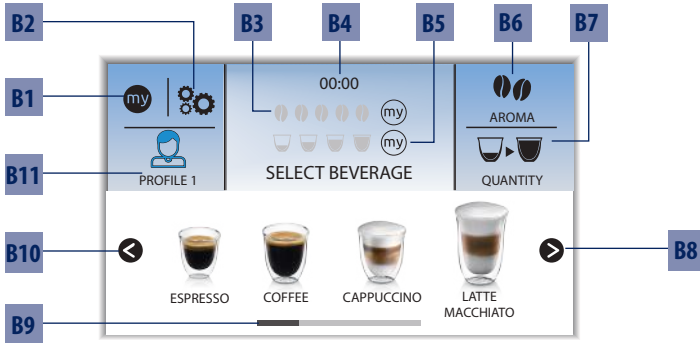 B2
B3
B4
B5
B6
B7
B1
my
00:00
my
my
AROMA
B11
PROFILE 1
SELECT BEVERAGE
QUANTITY
B10
B8
ESPRESSO
COFFEE
CAPPUCCINO
LATTE
MACCHIATO
B9